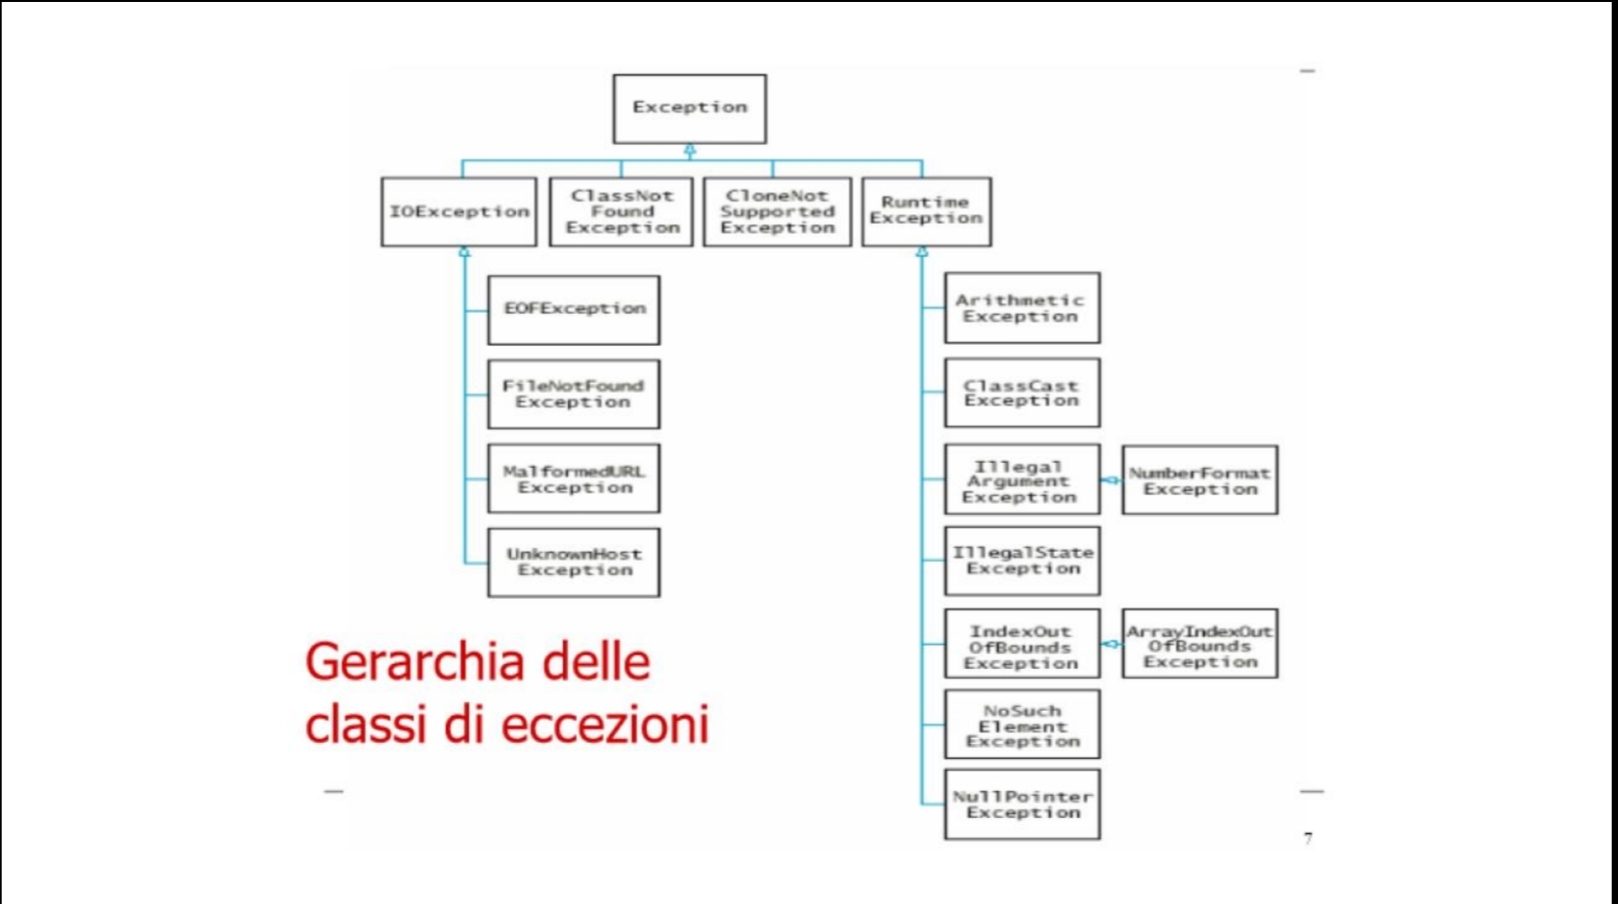 Exception
IOException
ClassNot
Found
Exception
CloneNot
Supported
Exception
Runtime
Exception
EOFException
FileNotFound
Exception
MalformedURL
Exception
UnknownHost
Exception
Arithmetic
Exception
ClassCast
Exception
Illegal
Argument
Exception
NumberFormat
Exception
IllegalState
Exception
IndexOut
OfBounds
Exception
ArrayIndexOut
OfBounds
Exception
NoSuch
Element
Exception
NullPointer
Exception
Gerarchia delle
classi di eccezioni
7